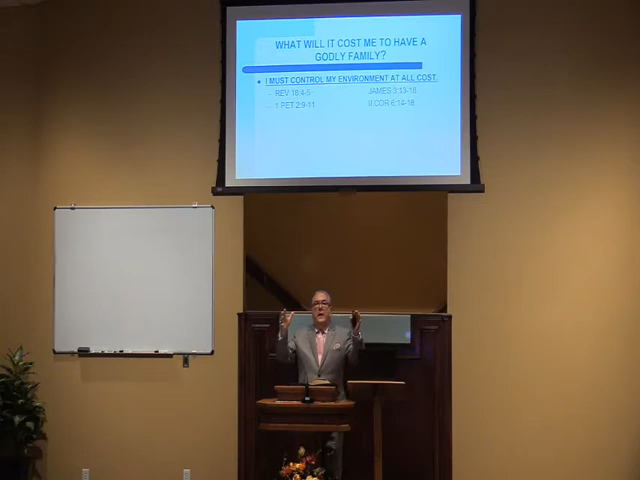 WHAT WILL IT COST ME TO HAVE A
GODLY FAMILY?
• I MUST CONTROL MY ENVIRONMENT AT ALL COST.
– REV 18:4-5 JAMES 3:13-18
– 1 PET 2:9-11 II COR 6:14-18